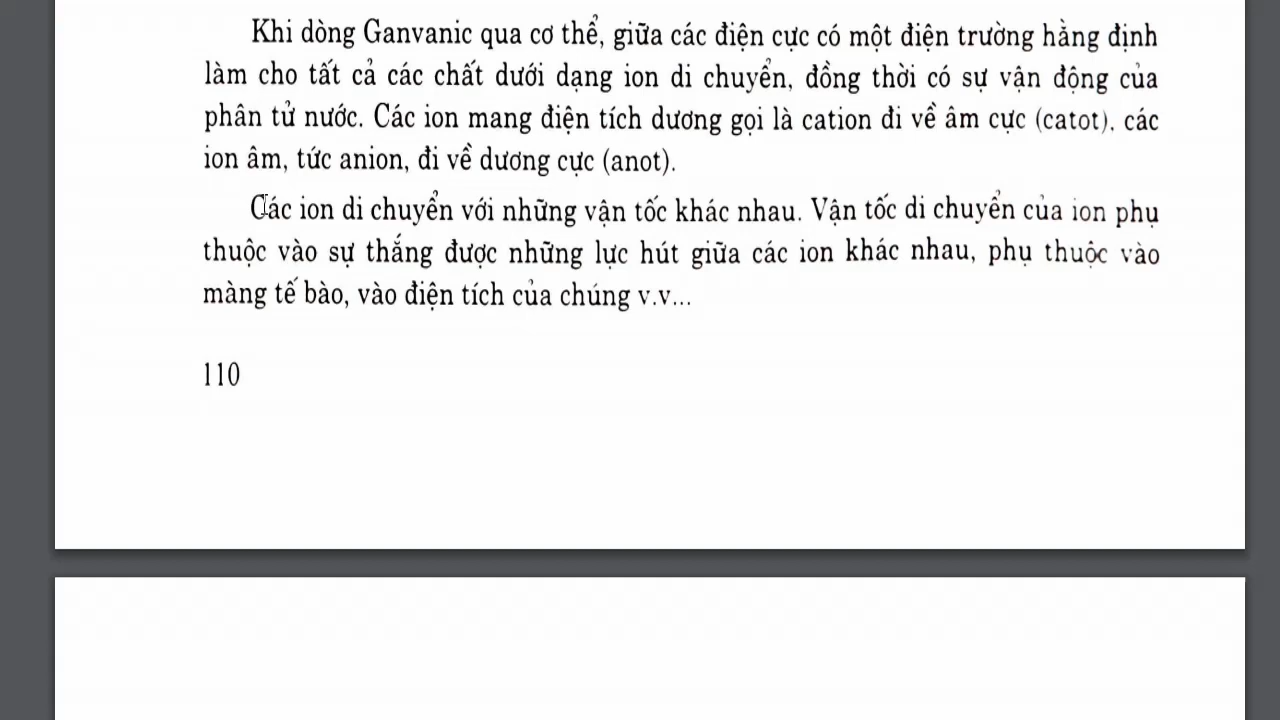 Khi dòng Ganvanic qua cơ thể, giữa các điện cực có một điện trường hằng định
làm cho tất cả các chất dưới dạng ion di chuyển, đồng thời có sự vận động của
phân tử nước. Các ion mang điện tích dương gọi là cation đi về âm cực (catot). các
ion âm, tức anion, đi về dương cực (anot).
Các ion di chuyển với những vận tốc khác nhau. Vận tốc di chuyển của ion phụ
thuộc vào sự thắng được những lực hút giữa các ion khác nhau, phụ thuộc vào
màng tế bào, vào điện tích của chúng v.v...
110